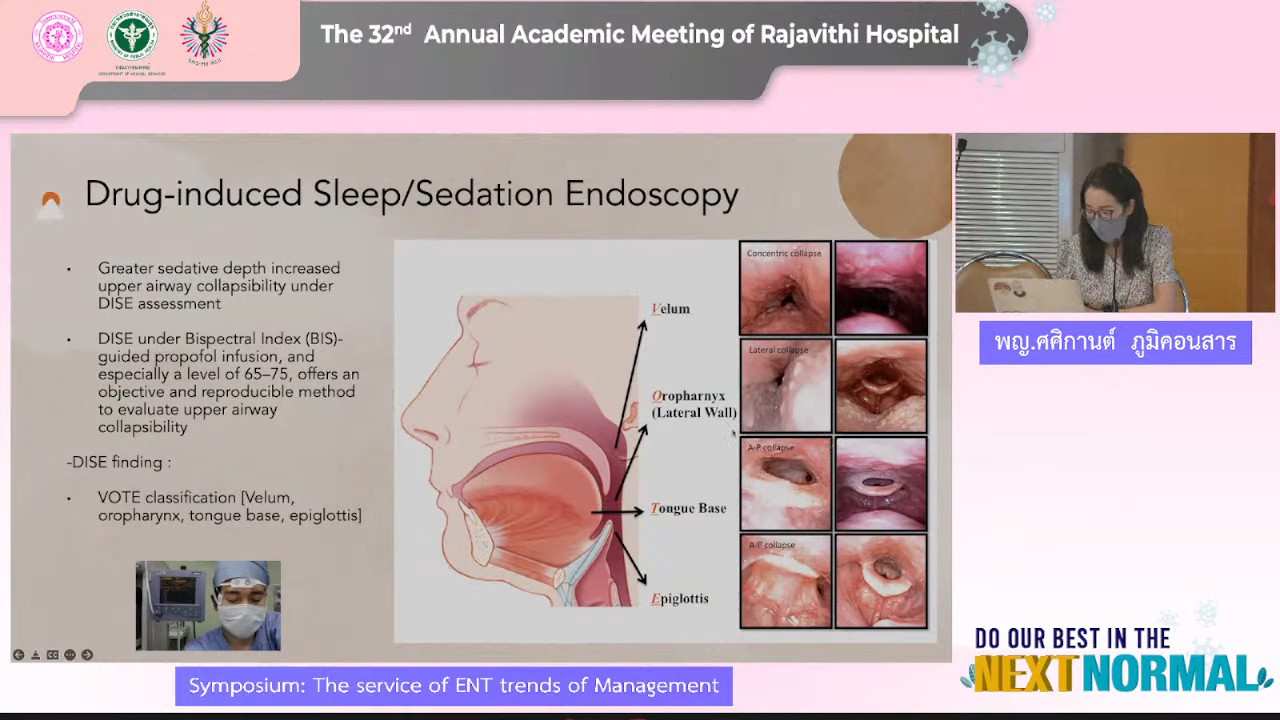 The 32nd Annual Academic Meeting of Rajavithi Hospital
Drug-induced Sleep/Sedation Endoscopy
• Greater sedative depth increased
upper airway collapsibility under
DISE assessment
• DISE under Bispectral Index (BIS)-
guided propofol infusion, and
especially a level of 65–75, offers an
objective and reproducible method
to evaluate upper airway
collapsibility
-DISE finding :
• VOTE classification [Velum,
oropharynx, tongue base, epiglottis]
Velum
Oropharynx
(Lateral Wall)
Tongue Base
Epiglottis
Concentric collapse
Lateral collapse
A-P collapse
A-P collapse
พญ.ศศิกานต์ ภูมิคอนสาร
Symposium: The service of ENT trends of Management
DO OUR BEST IN THE
NEXT NORMAL